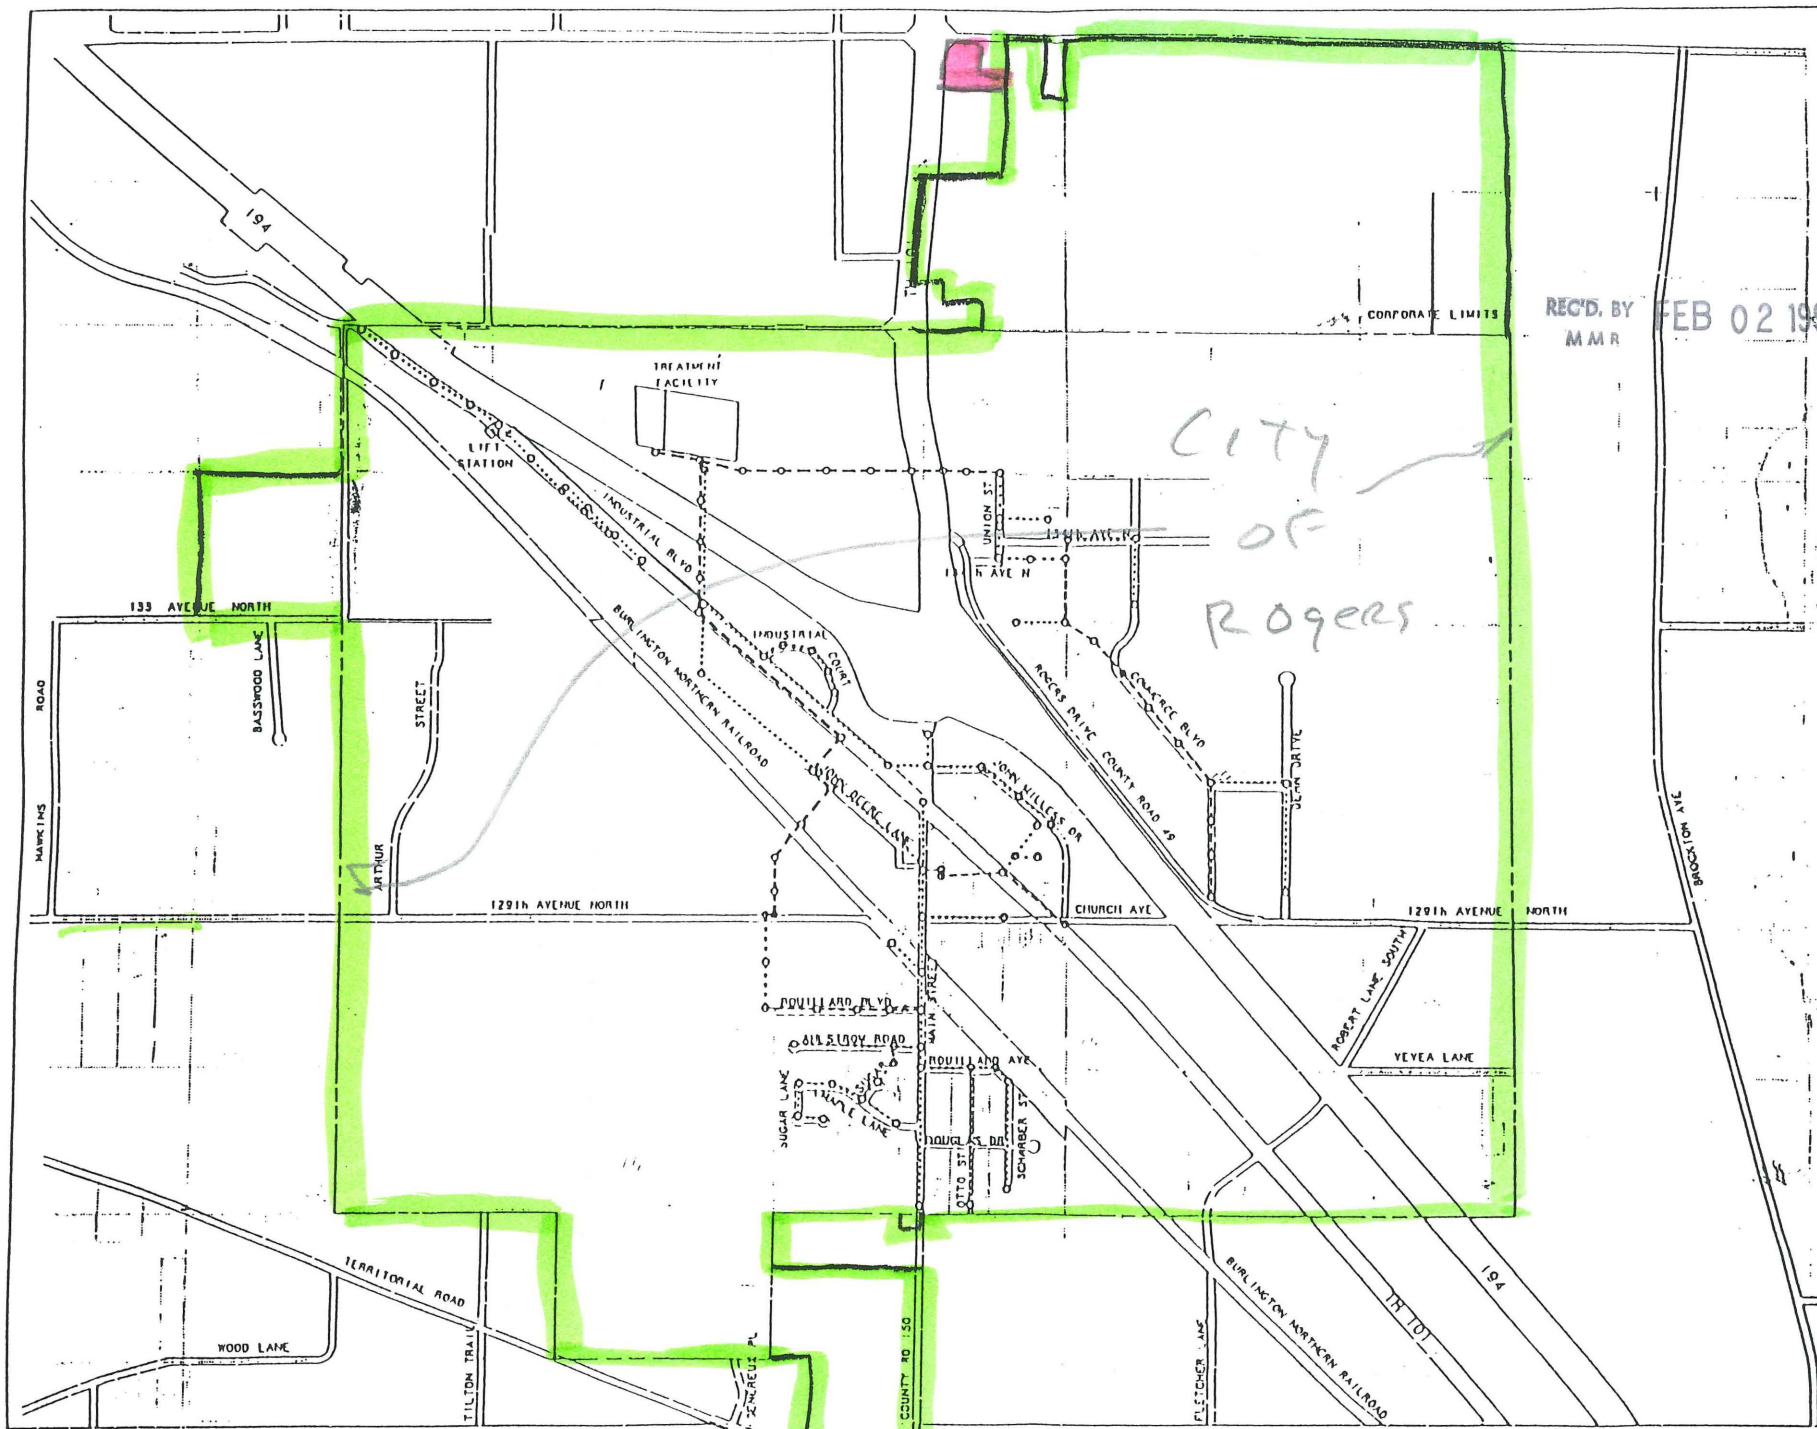 194
CORPORATE LIMITS
REC'D. BY
MMR
FEB 02 19
TREATMENT
FACILITY
LIFT
STATION
CITY
OF
ROgERS
INDUSTRIAL BLVD
UNION ST
133 AVENUE NORTH
BASSWOOD LANE
BURLINGTON NORTHERN RAILROAD
INDUSTRIAL
COURT
HAWKINS ROAD
ARTHUR STREET
ROGERS DRIVE COUNTY ROAD 49
COMMERCE BLVD
JOHN DEERE LANE
JOHN MILLESS DR
BROCKTON AVE
129th AVENUE NORTH
CHURCH AVE
129th AVENUE NORTH
MAIN STREET
ROUILLARD BLVD
ROBERT LANE SOUTH
ROUILLARD AVE
VEVEA LANE
SUGAR LANE
DOUGLAS DR
OTTO ST
SCHARBER ST
TERRITORIAL ROAD
WOOD LANE
TILTON TRAIL
COUNTY RD 150
FLETCHER LANE
BURLINGTON NORTHERN RAILROAD
TH 101
194